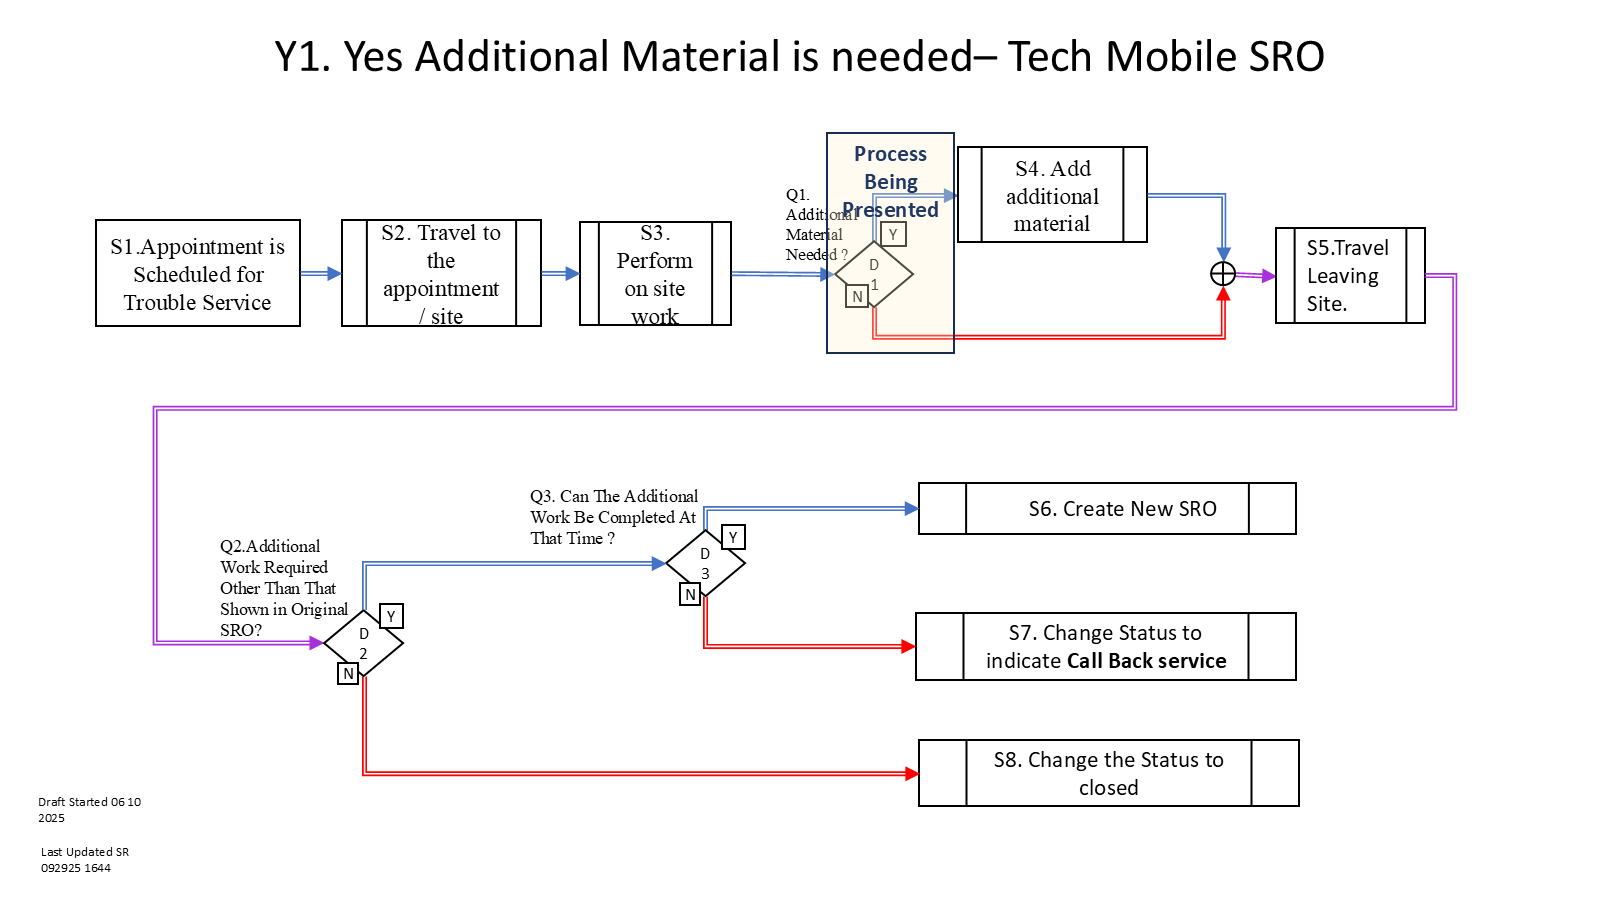 Y1. Yes Additional Material is needed– Tech Mobile SRO
Process
Being
Presented
Q1.
Additional
Material
Needed ?
S1.Appointment is
Scheduled for
Trouble Service
S2. Travel to
the
appointment
/ site
S3.
Perform
on site
work
Y
D
1
N
S4. Add
additional
material
S5.Travel
Leaving
Site.
Q3. Can The Additional
Work Be Completed At
That Time ?
Y
D
3
N
S6. Create New SRO
Q2.Additional
Work Required
Other Than That
Shown in Original
SRO?
Y
D
2
N
S7. Change Status to
indicate Call Back service
S8. Change the Status to
closed
Draft Started 06 10
2025
Last Updated SR
092925 1644